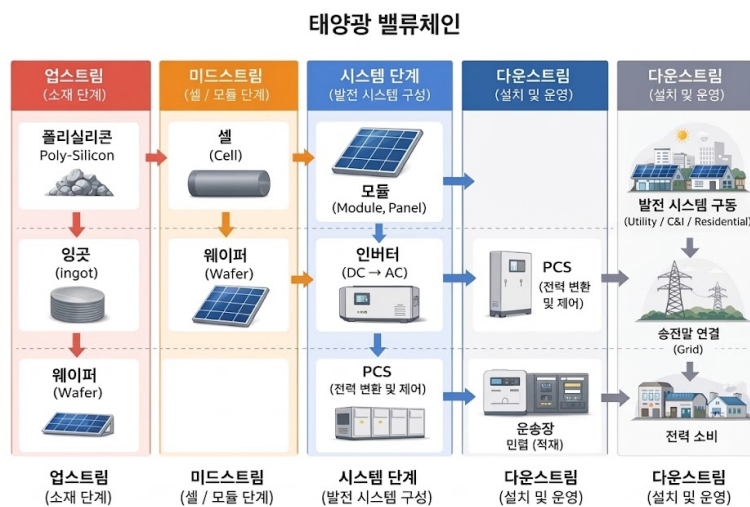 태양광 밸류체인
업스트림
(소재 단계)
미드스트림
(셀 / 모듈 단계)
시스템 단계
(발전 시스템 구성)
다운스트림
(설치 및 운영)
다운스트림
(설치 및 운영)
폴리실리콘
Poly-Silicon
셀
(Cell)
모듈
(Module, Panel)
발전 시스템 구동
(Utility / C&I / Residential)
잉곳
(ingot)
웨이퍼
(Wafer)
인버터
(DC → AC)
PCS
(전력 변환
및 제어)
송전말 연결
(Grid)
웨이퍼
(Wafer)
PCS
(전력 변환 및 제어)
운송장
민렵 (적재)
전력 소비
업스트림
(소재 단계)
미드스트림
(셀 / 모듈 단계)
시스템 단계
(발전 시스템 구성)
다운스트림
(설치 및 운영)
다운스트림
(설치 및 운영)